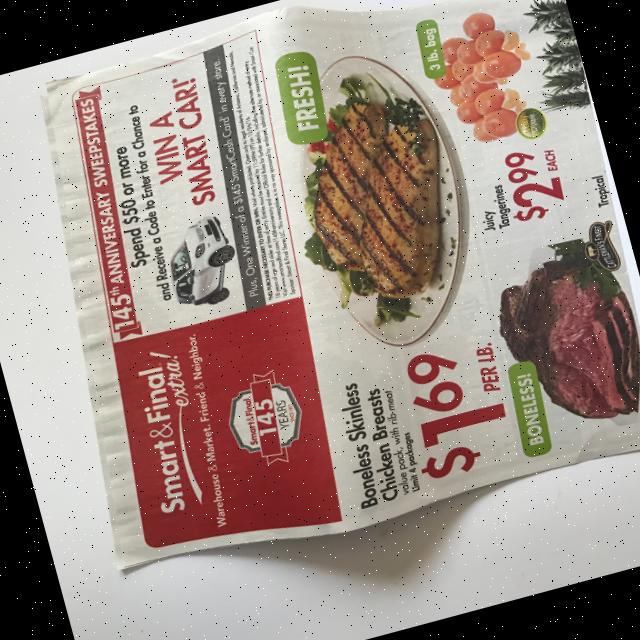 Smart & Final
extra!
Warehouse & Market. Friend & Neighbor.
Smart & Final
145
YEARS
145th ANNIVERSARY SWEEPSTAKES
Spend $50 or more
and Receive a Code to Enter for a Chance to
WIN A
SMART CAR!*
Plus, One Winner of a $145 SmartCash Card* in every store.
FRESH!
Boneless Skinless
Chicken Breasts
value pack, with rib meat
Limit 4 packages
$1 69
PER LB.
3 lb. bag
Juicy
Tangerines
$2 99
EACH
BONELESS!
Tropical